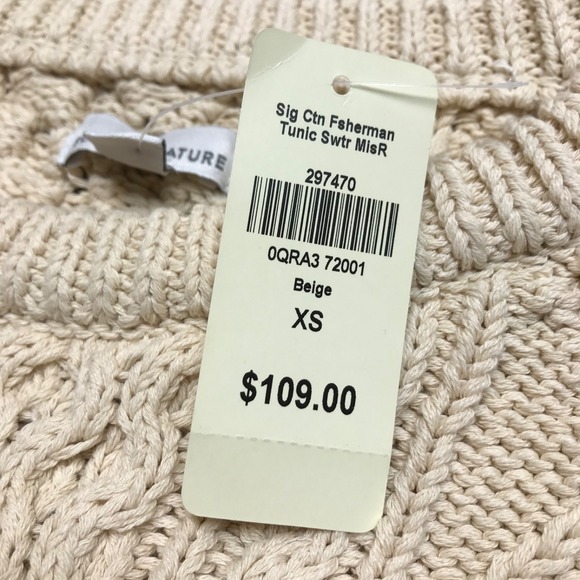 Sig Ctn Fsherman
Tunic Swtr MisR
297470
0QRA3 72001
Beige
XS
$109.00
ATURE